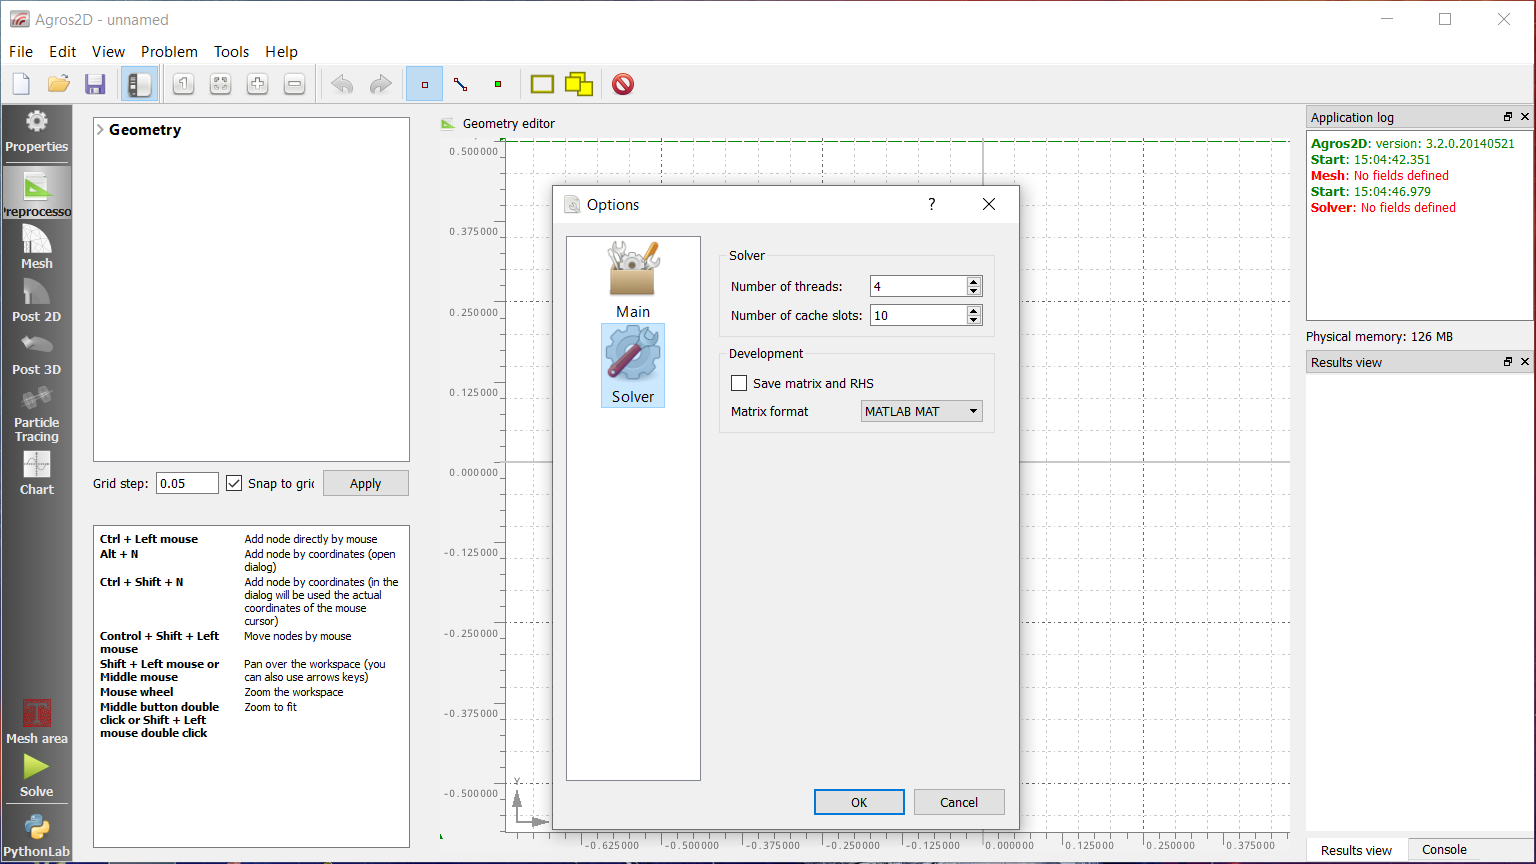 Agros2D - unnamed
File Edit View Problem Tools Help
Properties
Preprocesso
Mesh
Post 2D
Post 3D
Particle
Tracing
Chart
Mesh area
Solve
PythonLab
Geometry
Grid step: 0.05 Snap to gric Apply
Ctrl + Left mouse Add node directly by mouse
Alt + N Add node by coordinates (open
dialog)
Ctrl + Shift + N Add node by coordinates (in the
dialog will be used the actual
coordinates of the mouse
cursor)
Control + Shift + Left Move nodes by mouse
mouse
Shift + Left mouse or Pan over the workspace (you
Middle mouse can also use arrows keys)
Mouse wheel Zoom the workspace
Middle button double Zoom to fit
click or Shift + Left
mouse double click
Geometry editor
0.500000
0.375000
0.250000
0.125000
0.000000
-0.125000
-0.250000
-0.375000
-0.500000
Y
-0.625000 -0.500000 -0.375000 -0.250000 -0.125000 0.000000 0.125000 0.250000 0.375000
Options ?
Main
Solver
Solver
Number of threads: 4
Number of cache slots: 10
Development
Save matrix and RHS
Matrix format MATLAB MAT
OK Cancel
Application log
Agros2D: version: 3.2.0.20140521
Start: 15:04:42.351
Mesh: No fields defined
Start: 15:04:46.979
Solver: No fields defined
Physical memory: 126 MB
Results view
Results view Console